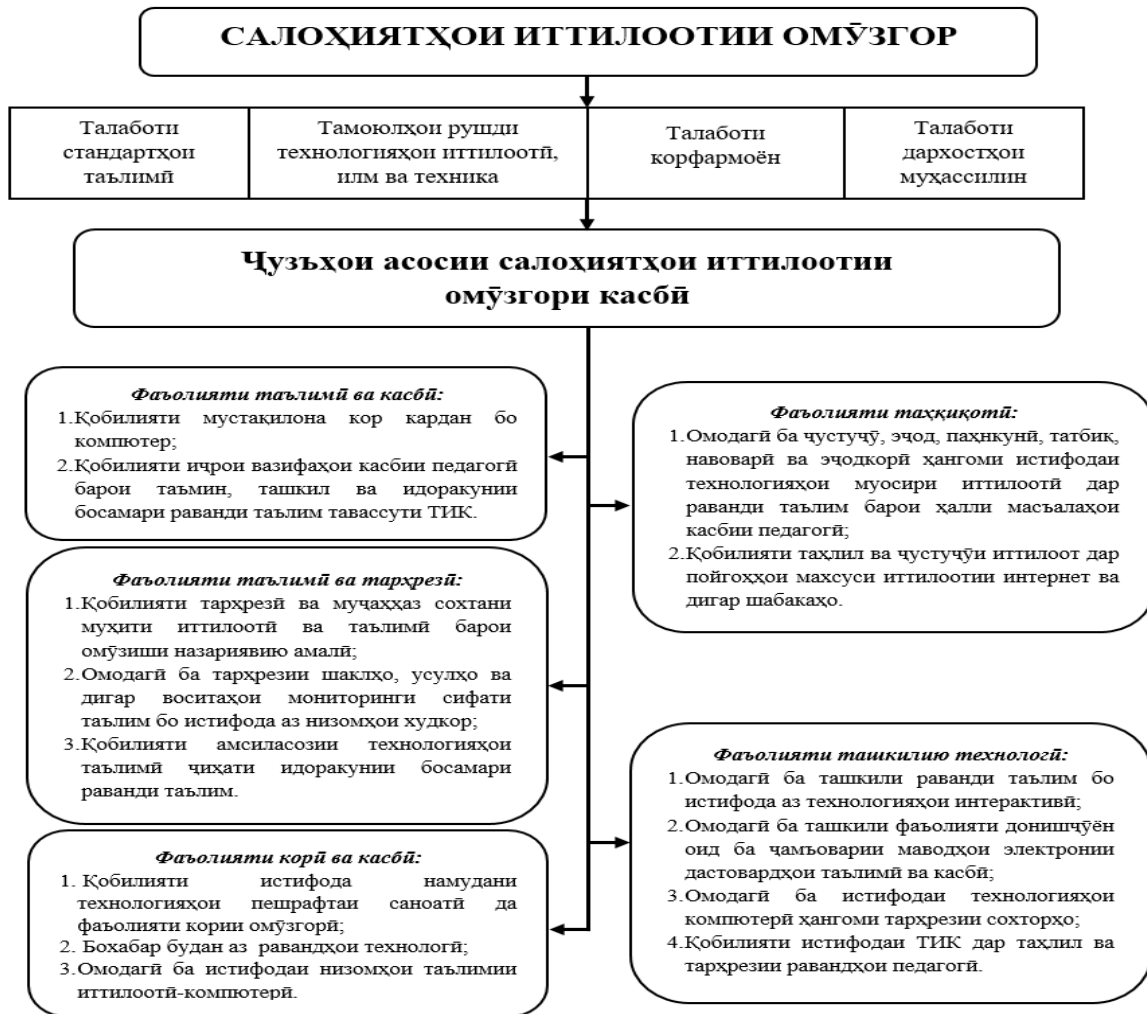 САЛОҲИЯТҲОИ ИТТИЛООТИИ ОМӮЗГОР
Талаботи
стандартҳои
таълимӣ
Тамоюлҳои рушди
технологияҳои иттилоотӣ,
илм ва техника
Талаботи
корфармоён
Талаботи
дархостҳои
муҳассилин
Ҷузъҳои асосии салоҳиятҳои иттилоотии
омӯзгори касбӣ
Фаъолияти таълимӣ ва касбӣ:
1.Қобилияти мустақилона кор кардан бо
компютер;
2.Қобилияти иҷрои вазифаҳои касбии педагогӣ
барои таъмин, ташкил ва идоракунии
босамари раванди таълим тавассути ТИК.
Фаъолияти таълимӣ ва тарҳрезӣ:
1.Қобилияти тарҳрезӣ ва муҷаҳҳаз сохтани
муҳити иттилоотӣ ва таълимӣ барои
омӯзиши назариявию амалӣ;
2.Омодагӣ ба тарҳрезии шаклҳо, усулҳо ва
дигар воситаҳои мониторинги сифати
таълим бо истифода аз низомҳои худкор;
3.Қобилияти амсиласозии технологияҳои
таълимӣ ҷиҳати идоракунии босамари
раванди таълим.
Фаъолияти корӣ ва касбӣ:
1. Қобилияти истифода намудани
технологияҳои пешрафтаи саноатӣ да
фаъолияти кории омӯзгорӣ;
2. Бохабар будан аз равандҳои технологӣ;
3.Омодагӣ ба истифодаи низомҳои таълимии
иттилоотӣ-компютерӣ.
Фаъолияти таҳқиқотӣ:
1.Омодагӣ ба ҷустуҷӯ, эҷод, паҳнкунӣ, татбиқ,
навоварӣ ва эҷодкорӣ ҳангоми истифодаи
технологияҳои муосири иттилоотӣ дар
раванди таълим барои ҳалли масъалаҳои
касбии педагогӣ;
2.Қобилияти таҳлил ва ҷустуҷӯи иттилоот дар
пойгоҳҳои махсуси иттилоотии интернет ва
дигар шабакаҳо.
Фаъолияти ташкилию технологӣ:
1.Омодагӣ ба ташкили раванди таълим бо
истифода аз технологияҳои интерактивӣ;
2.Омодагӣ ба ташкили фаъолияти донишҷӯён
оид ба ҷамъоварии маводҳои электронии
дастовардҳои таълимӣ ва касбӣ;
3.Омодагӣ ба истифодаи технологияҳои
компютерӣ ҳангоми тарҳрезии сохторҳо;
4.Қобилияти истифодаи ТИК дар таҳлил ва
тарҳрезии равандҳои педагогӣ.